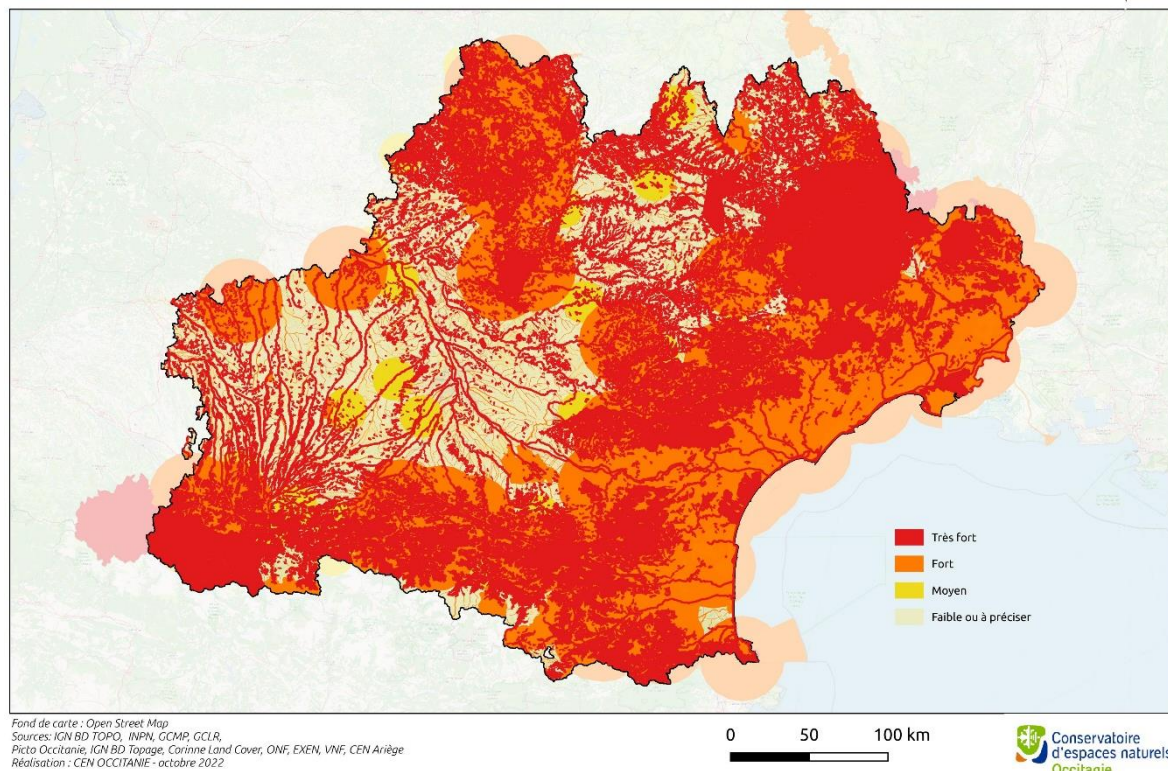 Très fort
Fort
Moyen
Faible ou à préciser
Fond de carte : Open Street Map
Sources: IGN BD TOPO, INPN, GCMP, GCLR,
Picto Occitanie, IGN BD Topage, Corinne Land Cover, ONF, EXEN, VNF, CEN Ariège
Réalisation : CEN OCCITANIE - octobre 2022
0 50 100 km
Conservatoire
d'espaces naturels
Occitanie